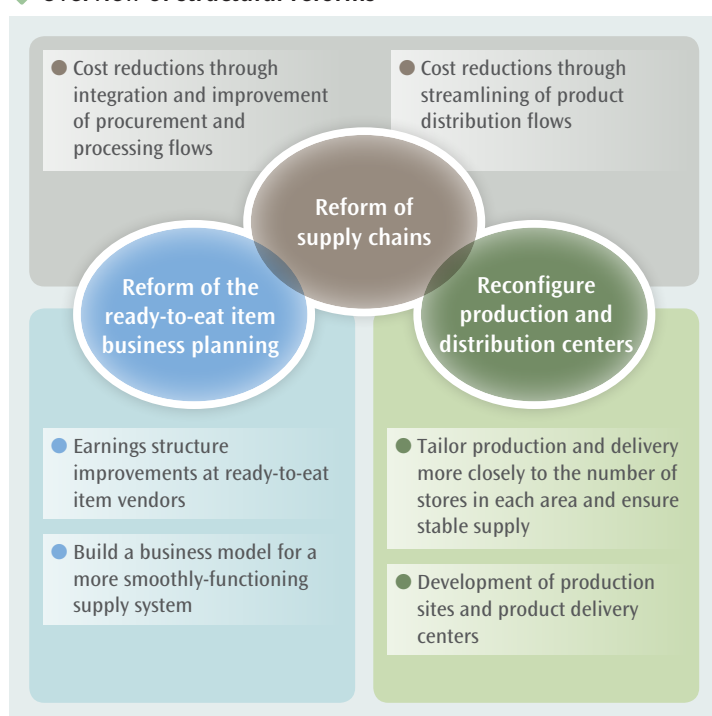 Overview of structural reforms
● Cost reductions through
integration and improvement
of procurement and
processing flows
● Cost reductions through
streamlining of product
distribution flows
Reform of
supply chains
Reform of the
ready-to-eat item
business planning
Reconfigure
production and
distribution centers
● Earnings structure
improvements at ready-to-eat
item vendors
● Build a business model for a
more smoothly-functioning
supply system
● Tailor production and delivery
more closely to the number of
stores in each area and ensure
stable supply
● Development of production
sites and product delivery
centers